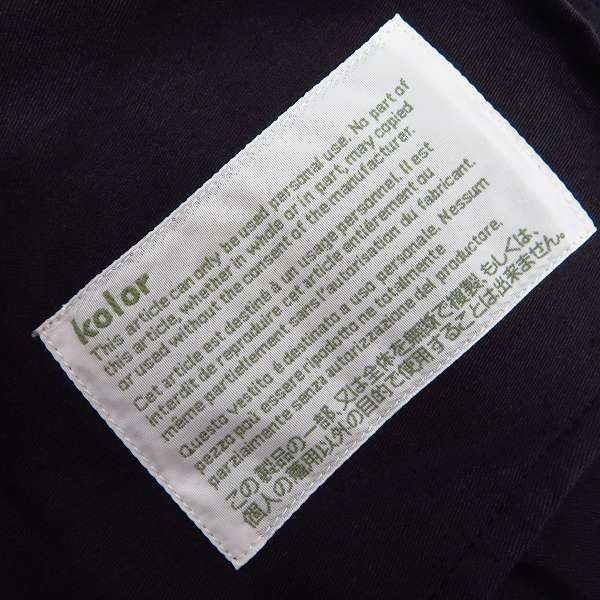 kolor
This article can only be used personal use. No part of
this article, whether in whole or in part, may copied
or used without the consent of the manufacturer.
Cet article est destiné à un usage personnel. Il est
interdit de reproduire cet article entiérement ou
même partiellement sans l'autorisation du fabricant.
Questo vestito é destinato a uso personale. Nessum
pezzo poú essere ripodotto ne totalmente
parzialmente senza autorizzazione del productore.
この製品の一部、又は全体を無断で複製、もしくは、
個人の着用以外の目的で使用することは出来ません。